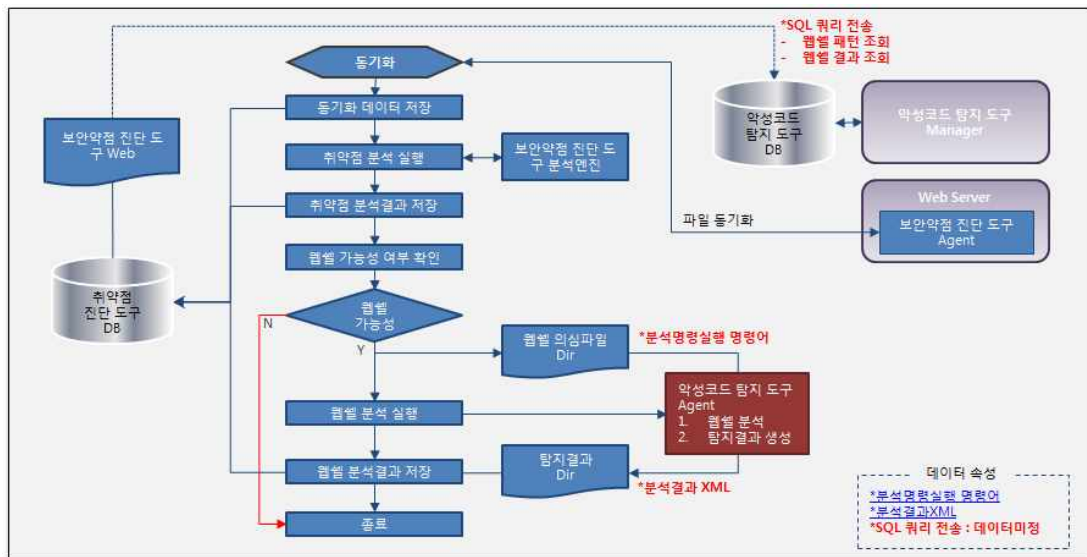 *SQL 쿼리 전송
- 웹쉘 패턴 조회
- 웹쉘 결과 조회
동기화
동기화 데이터 저장
보안약점 진단 도
구 Web
취약점 분석 실행
보안약점 진단 도
구 분석엔진
악성코드
탐지 도구
DB
악성코드 탐지 도구
Manager
취약점 분석결과 저장
Web Server
보안약점 진단 도구
Agent
파일 동기화
웹쉘 가능성 여부 확인
취약점
진단 도구
DB
웹쉘
가능성
N
Y
웹쉘 의심파일
Dir
*분석명령실행 명령어
악성코드 탐지 도구
Agent
1. 웹쉘 분석
2. 탐지결과 생성
웹쉘 분석 실행
웹쉘 분석결과 저장
탐지결과
Dir
*분석결과 XML
종료
데이터 속성
*분석명령실행 명령어
*분석결과XML
*SQL 쿼리 전송 : 데이터미정